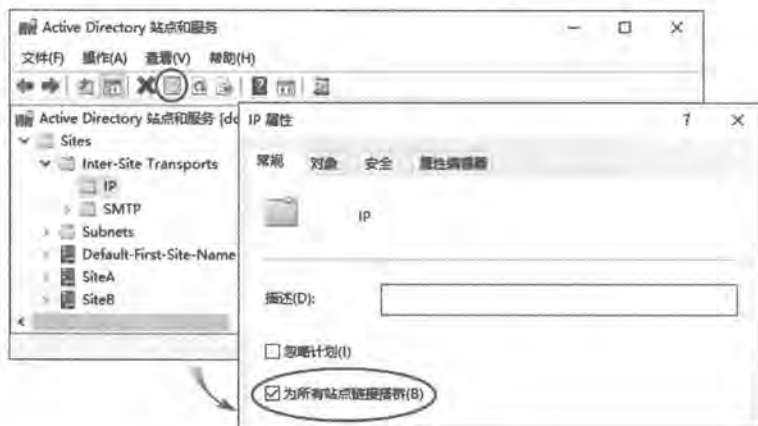 Active Directory 站点和服务
文件(F) 操作(A) 查看(V) 帮助(H)
Active Directory 站点和服务 [dc
Sites
Inter-Site Transports
IP
SMTP
Subnets
Default-First-Site-Name
SiteA
SiteB
IP 属性
? ×
常规 对象 安全 属性编辑器
IP
描述(D):
忽略计划(I)
为所有站点链接搭桥(B)